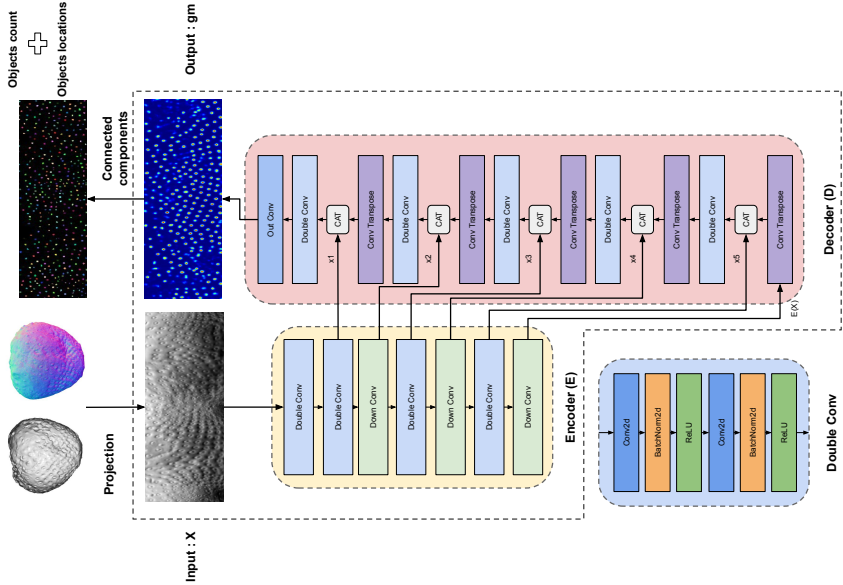 Objects count
Objects locations
Connected
components
Output : gm
Projection
Input : X
Out Conv
Double Conv
CAT
x1
Conv Transpose
Double Conv
CAT
x2
Conv Transpose
Double Conv
CAT
x3
Conv Transpose
Double Conv
CAT
x4
Conv Transpose
Double Conv
CAT
x5
Conv Transpose
E(X)
Decoder (D)
Double Conv
Double Conv
Down Conv
Double Conv
Down Conv
Double Conv
Down Conv
Encoder (E)
Conv2d
BatchNorm2d
ReLU
Conv2d
BatchNorm2d
ReLU
Double Conv